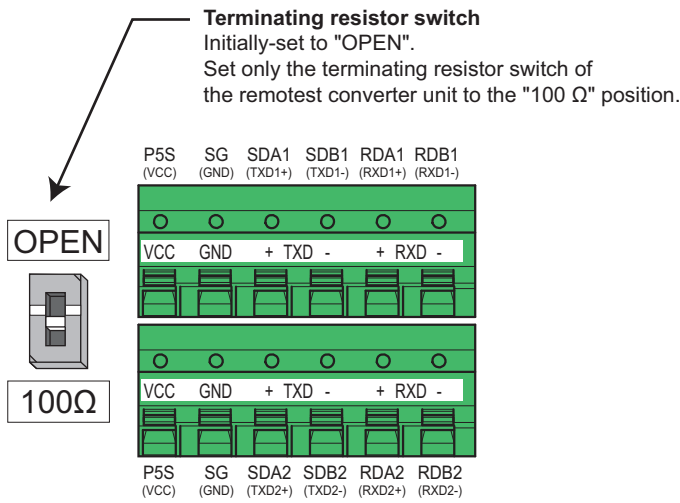 Terminating resistor switch
Initially-set to "OPEN".
Set only the terminating resistor switch of
the remotest converter unit to the "100 Ω" position.
P5S SG SDA1 SDB1 RDA1 RDB1
(VCC) (GND) (TXD1+) (TXD1-) (RXD1+) (RXD1-)
OPEN
VCC GND + TXD - + RXD -
100Ω
VCC GND + TXD - + RXD -
P5S SG SDA2 SDB2 RDA2 RDB2
(VCC) (GND) (TXD2+) (TXD2-) (RXD2+) (RXD2-)